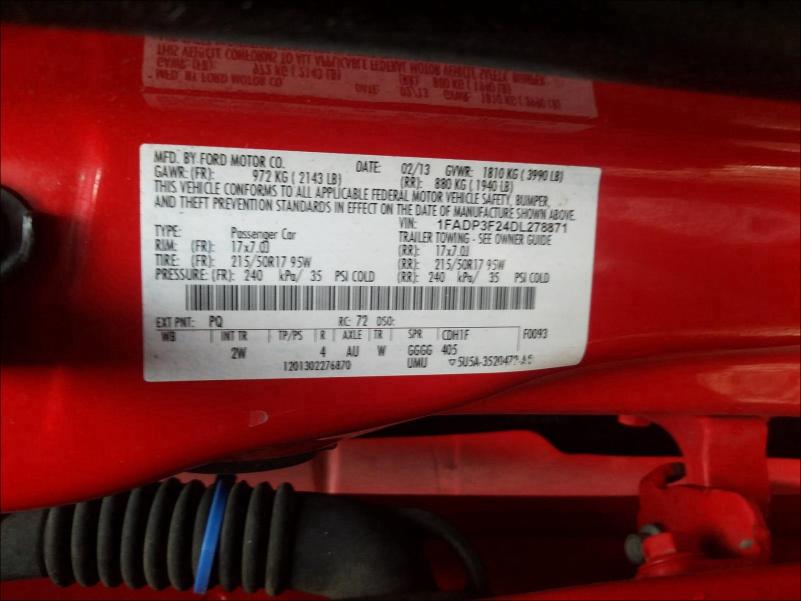 MFD. BY FORD MOTOR CO. DATE: 02/13 GVWR: 1810 KG ( 3990 LB)
GAWR: (FR): 972 KG ( 2143 LB) (RR): 880 KG ( 1940 LB)
THIS VEHICLE CONFORMS TO ALL APPLICABLE FEDERAL MOTOR VEHICLE SAFETY, BUMPER,
AND THEFT PREVENTION STANDARDS IN EFFECT ON THE DATE OF MANUFACTURE SHOWN ABOVE.
VIN: 1FADP3F24DL278871
TYPE: Passenger Car TRAILER TOWING - SEE OWNER GUIDE
RIM: (FR): 17x7.0J (RR): 17x7.0J
TIRE: (FR): 215/50R17 95W (RR): 215/50R17 95W
PRESSURE: (FR): 240 kPa/ 35 PSI COLD (RR): 240 kPa/ 35 PSI COLD
EXT PNT: PQ RC: 72 DSO:
WB INT TR TP/PS R AXLE TR SPR CDH1F F0093
2W 4 AU W GGGG 405
1201302276870 UMU